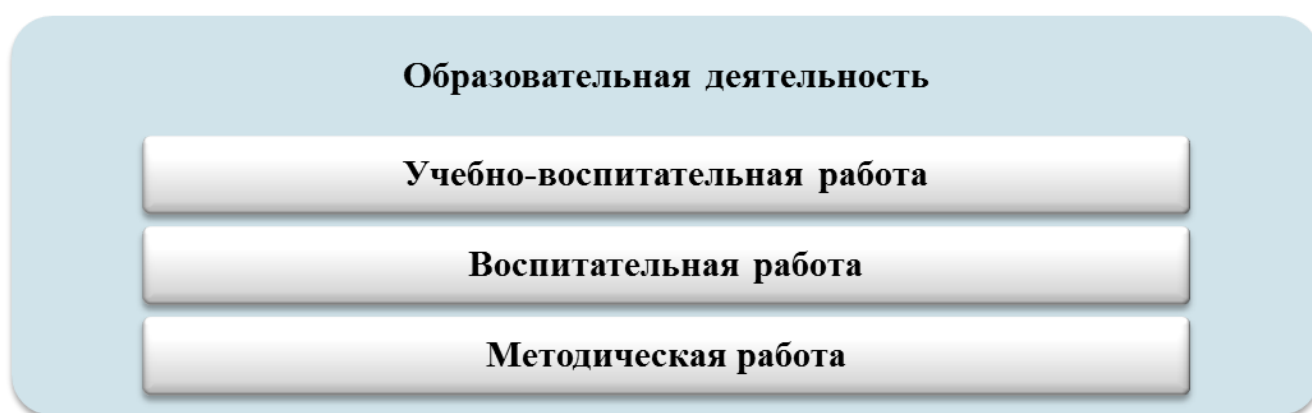 Образовательная деятельность
Учебно-воспитательная работа
Воспитательная работа
Методическая работа